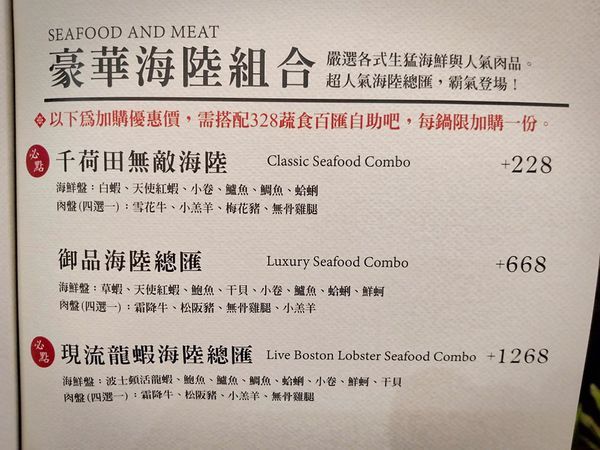 SEAFOOD AND MEAT
豪華海陸組合
嚴選各式生猛海鮮與人氣肉品。
超人氣海陸總匯，霸氣登場！
以下爲加購優惠價，需搭配328蔬食百匯自助吧，每鍋限加購一份。
必點 千荷田無敵海陸 Classic Seafood Combo +228
海鮮盤：白蝦、天使紅蝦、小卷、鱸魚、鯛魚、蛤蜊
肉盤(四選一)：雪花牛、小羔羊、梅花豬、無骨雞腿
御品海陸總匯 Luxury Seafood Combo +668
海鮮盤：草蝦、天使紅蝦、鮑魚、干貝、小卷、鱸魚、蛤蜊、鮮蚵
肉盤(四選一)：霜降牛、松阪豬、無骨雞腿、小羔羊
必點 現流龍蝦海陸總匯 Live Boston Lobster Seafood Combo +1268
海鮮盤：波士頓活龍蝦、鮑魚、鱸魚、鯛魚、蛤蜊、小卷、鮮蚵、干貝
肉盤(四選一)：霜降牛、松阪豬、小羔羊、無骨雞腿